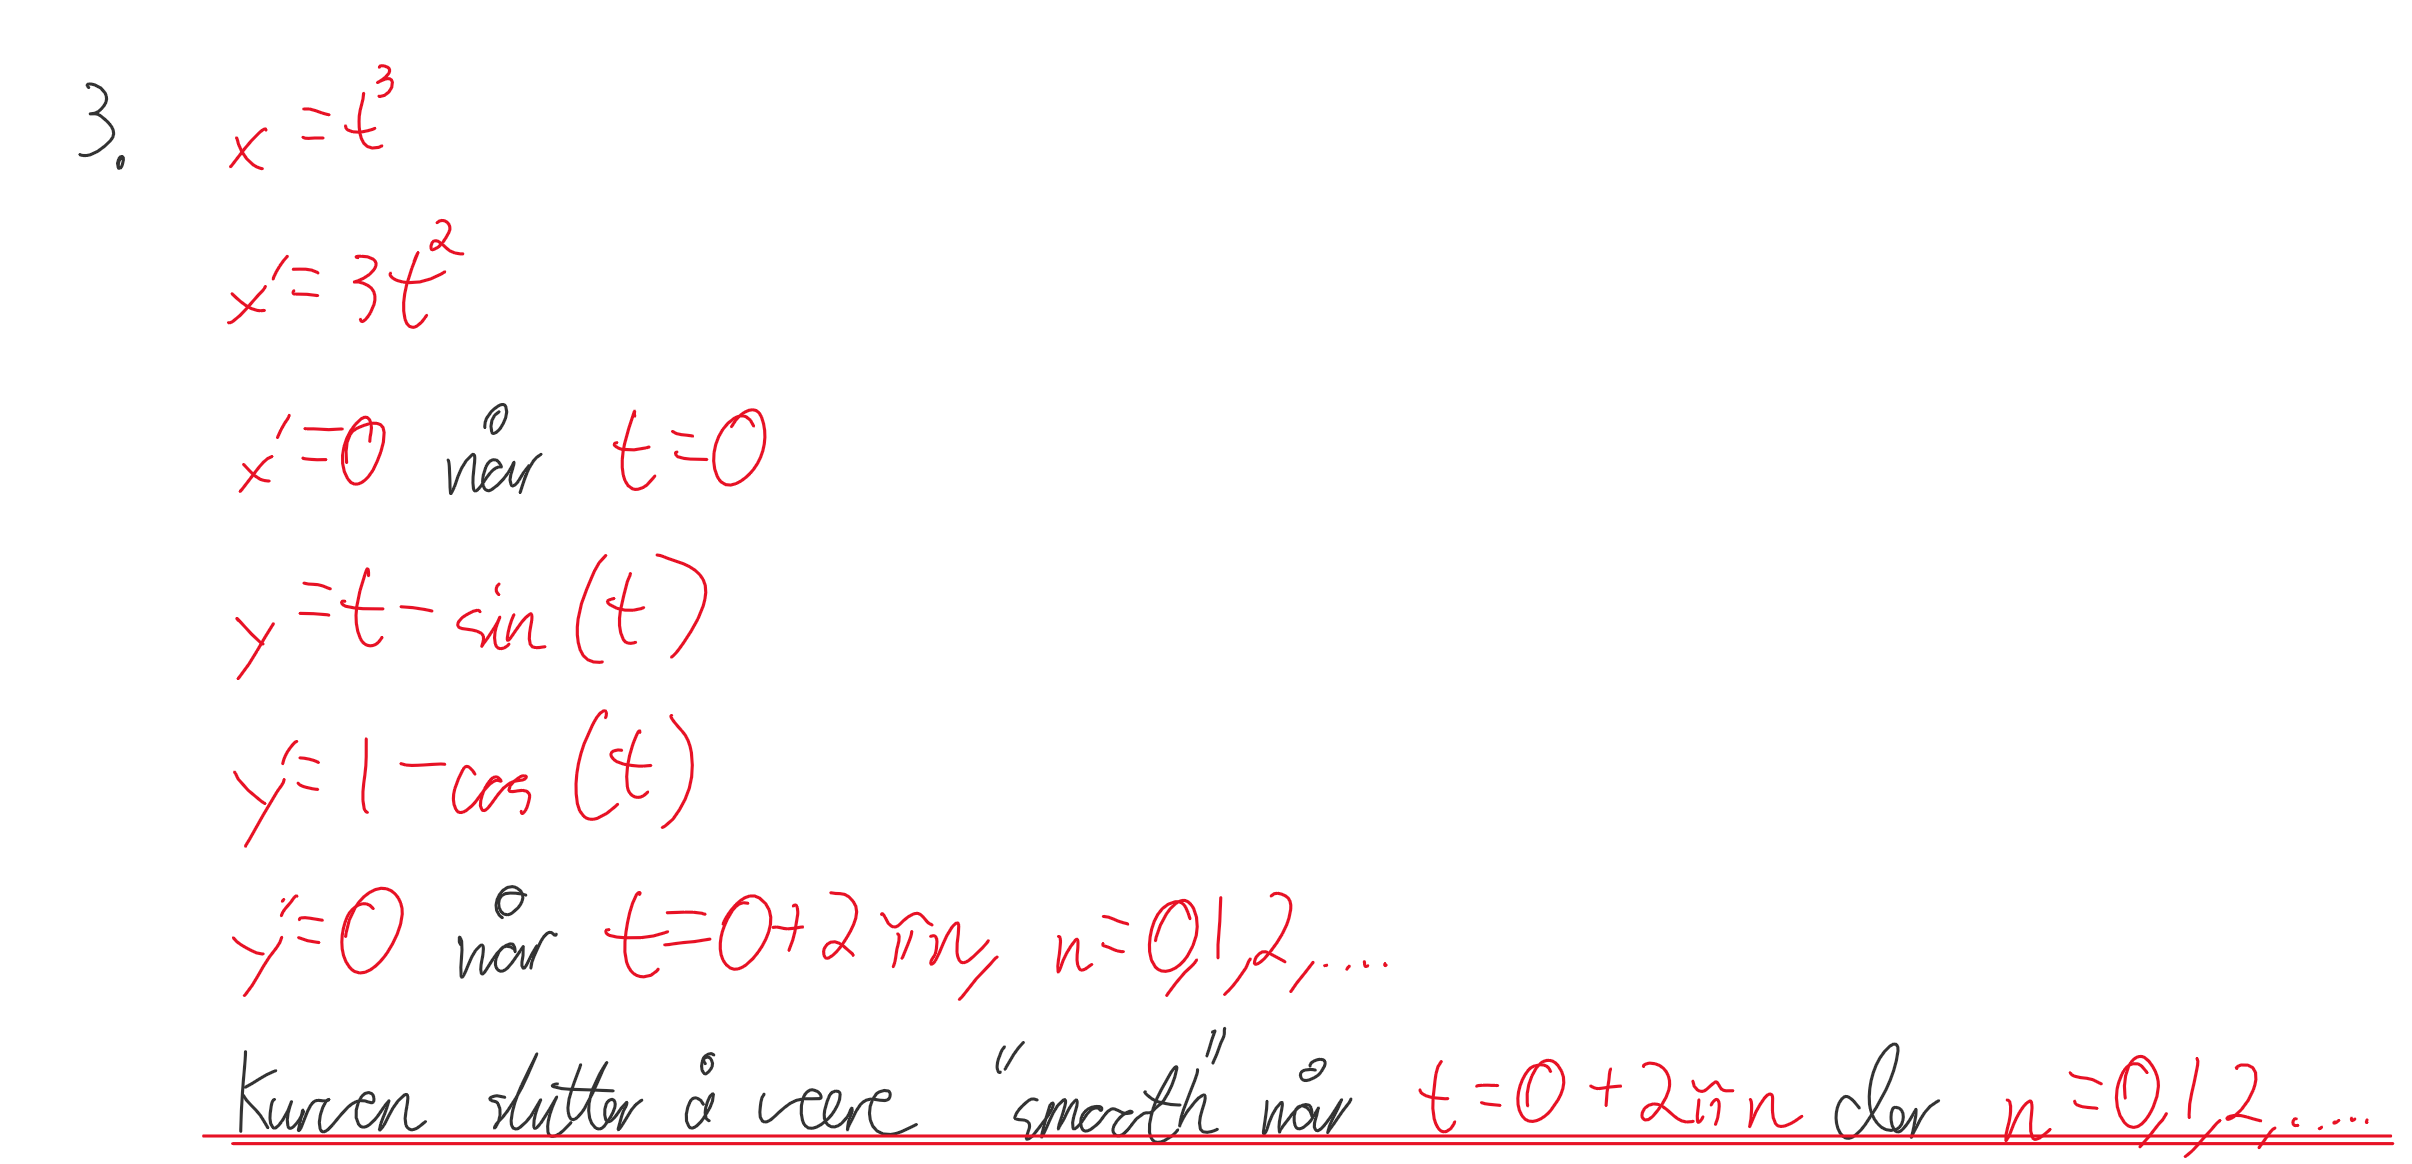 3. x = t³
x' = 3t²
x' = 0 når t = 0
y = t - sin(t)
y' = 1 - cos(t)
y' = 0 når t = 0 + 2πn, n = 0, 1, 2, ....
Kurven slutter å være "smooth" når t = 0 + 2πn der n = 0, 1, 2, ....